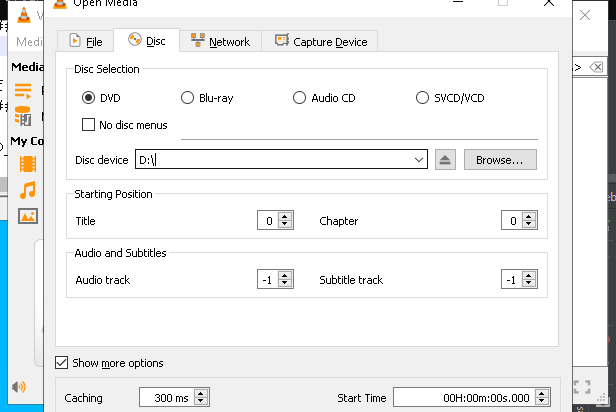 Open Media
Media
File
Disc
Network
Capture Device
Media
Disc Selection
DVD
Blu-ray
Audio CD
SVCD/VCD
No disc menus
My Co
Disc device
D:\
Browse...
Starting Position
Title
0
Chapter
0
Audio and Subtitles
Audio track
-1
Subtitle track
-1
Show more options
Caching
300 ms
Start Time
00H:00m:00s.000